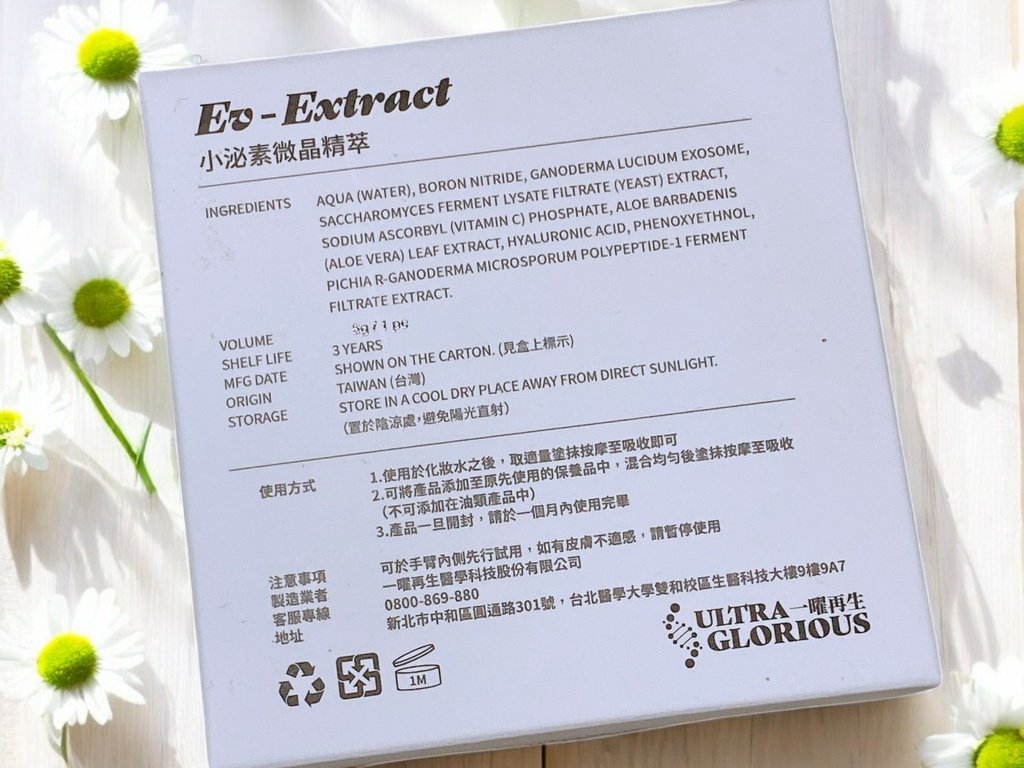 Ev-Extract
小泌素微晶精萃
INGREDIENTS AQUA (WATER), BORON NITRIDE, GANODERMA LUCIDUM EXOSOME,
SACCHAROMYCES FERMENT LYSATE FILTRATE (YEAST) EXTRACT,
SODIUM ASCORBYL (VITAMIN C) PHOSPHATE, ALOE BARBADENIS
(ALOE VERA) LEAF EXTRACT, HYALURONIC ACID, PHENOXYETHNOL,
PICHIA R-GANODERMA MICROSPORUM POLYPEPTIDE-1 FERMENT
FILTRATE EXTRACT.
VOLUME 5g / 1 pc
SHELF LIFE 3 YEARS
MFG DATE SHOWN ON THE CARTON. (見盒上標示)
ORIGIN TAIWAN (台灣)
STORAGE STORE IN A COOL DRY PLACE AWAY FROM DIRECT SUNLIGHT.
(置於陰涼處,避免陽光直射)
使用方式 1.使用於化妝水之後，取適量塗抹按摩至吸收即可
2.可將產品添加至原先使用的保養品中，混合均勻後塗抹按摩至吸收
(不可添加在油類產品中)
3.產品一旦開封，請於一個月內使用完畢
注意事項 可於手臂內側先行試用，如有皮膚不適感，請暫停使用
製造業者 一曜再生醫學科技股份有限公司
客服專線 0800-869-880
地址 新北市中和區圓通路301號，台北醫學大學雙和校區生醫科技大樓9樓9A7
1M
ULTRA 一曜再生
GLORIOUS